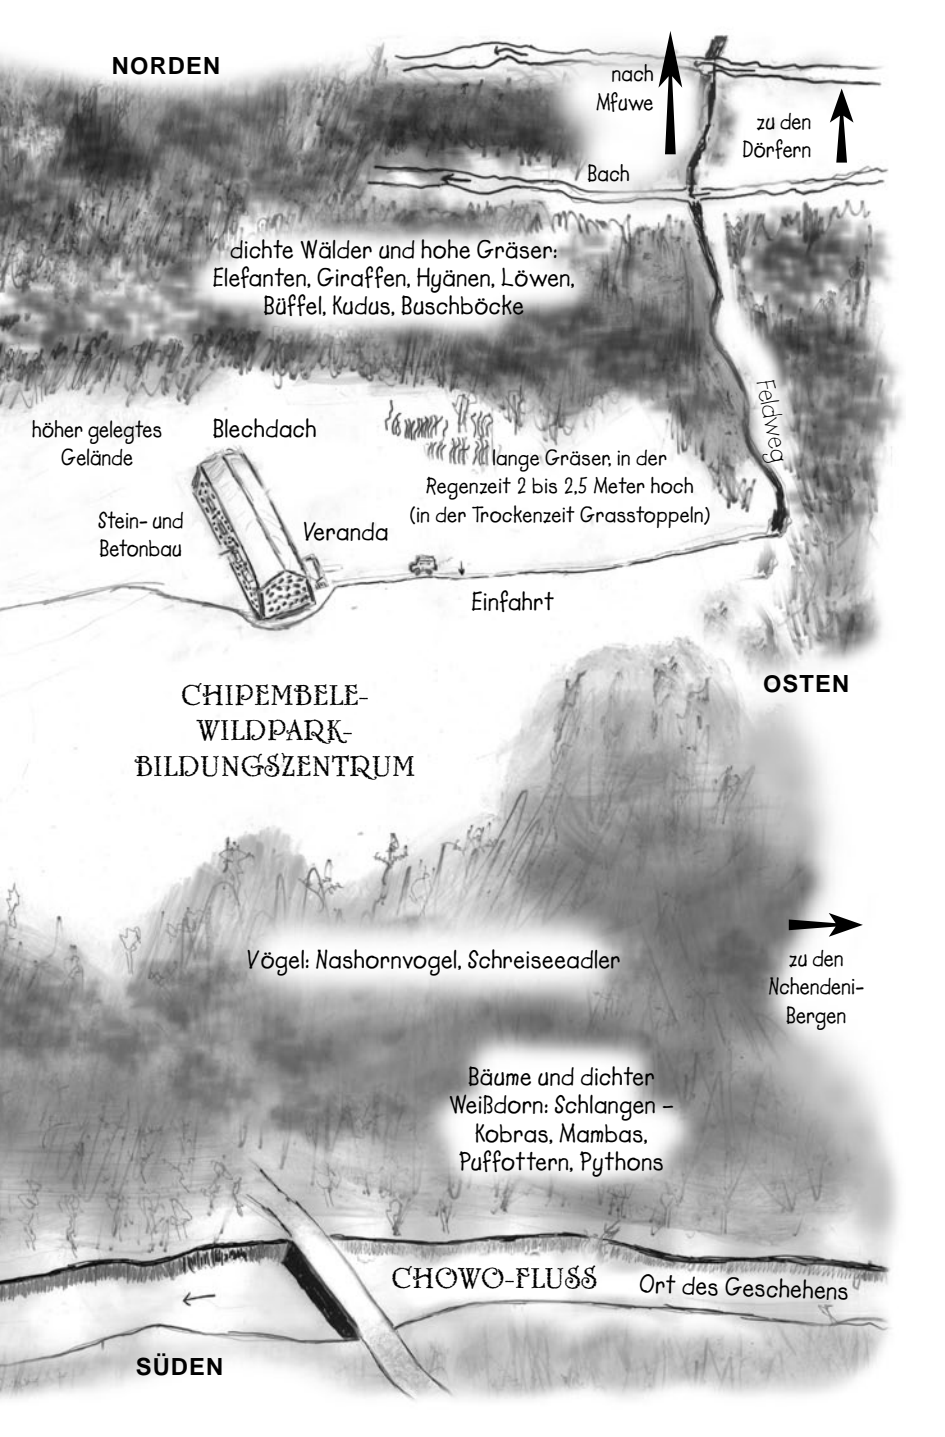 NORDEN
nach
Mfuwe
zu den
Dörfern
Bach
dichte Wälder und hohe Gräser:
Elefanten, Giraffen, Hyänen, Löwen,
Büffel, Kudus, Buschböcke
Feldweg
höher gelegtes
Gelände
Blechdach
lange Gräser, in der
Regenzeit 2 bis 2,5 Meter hoch
(in der Trockenzeit Grasstoppeln)
Stein- und
Betonbau
Veranda
Einfahrt
OSTEN
CHIPEMBELE-
WILDPARK-
BILDUNGSZENTRUM
Vögel: Nashornvogel, Schreiseeadler
zu den
Nchendeni-
Bergen
Bäume und dichter
Weißdorn: Schlangen –
Kobras, Mambas,
Puffottern, Pythons
CHOWO-FLUSS
Ort des Geschehens
SÜDEN